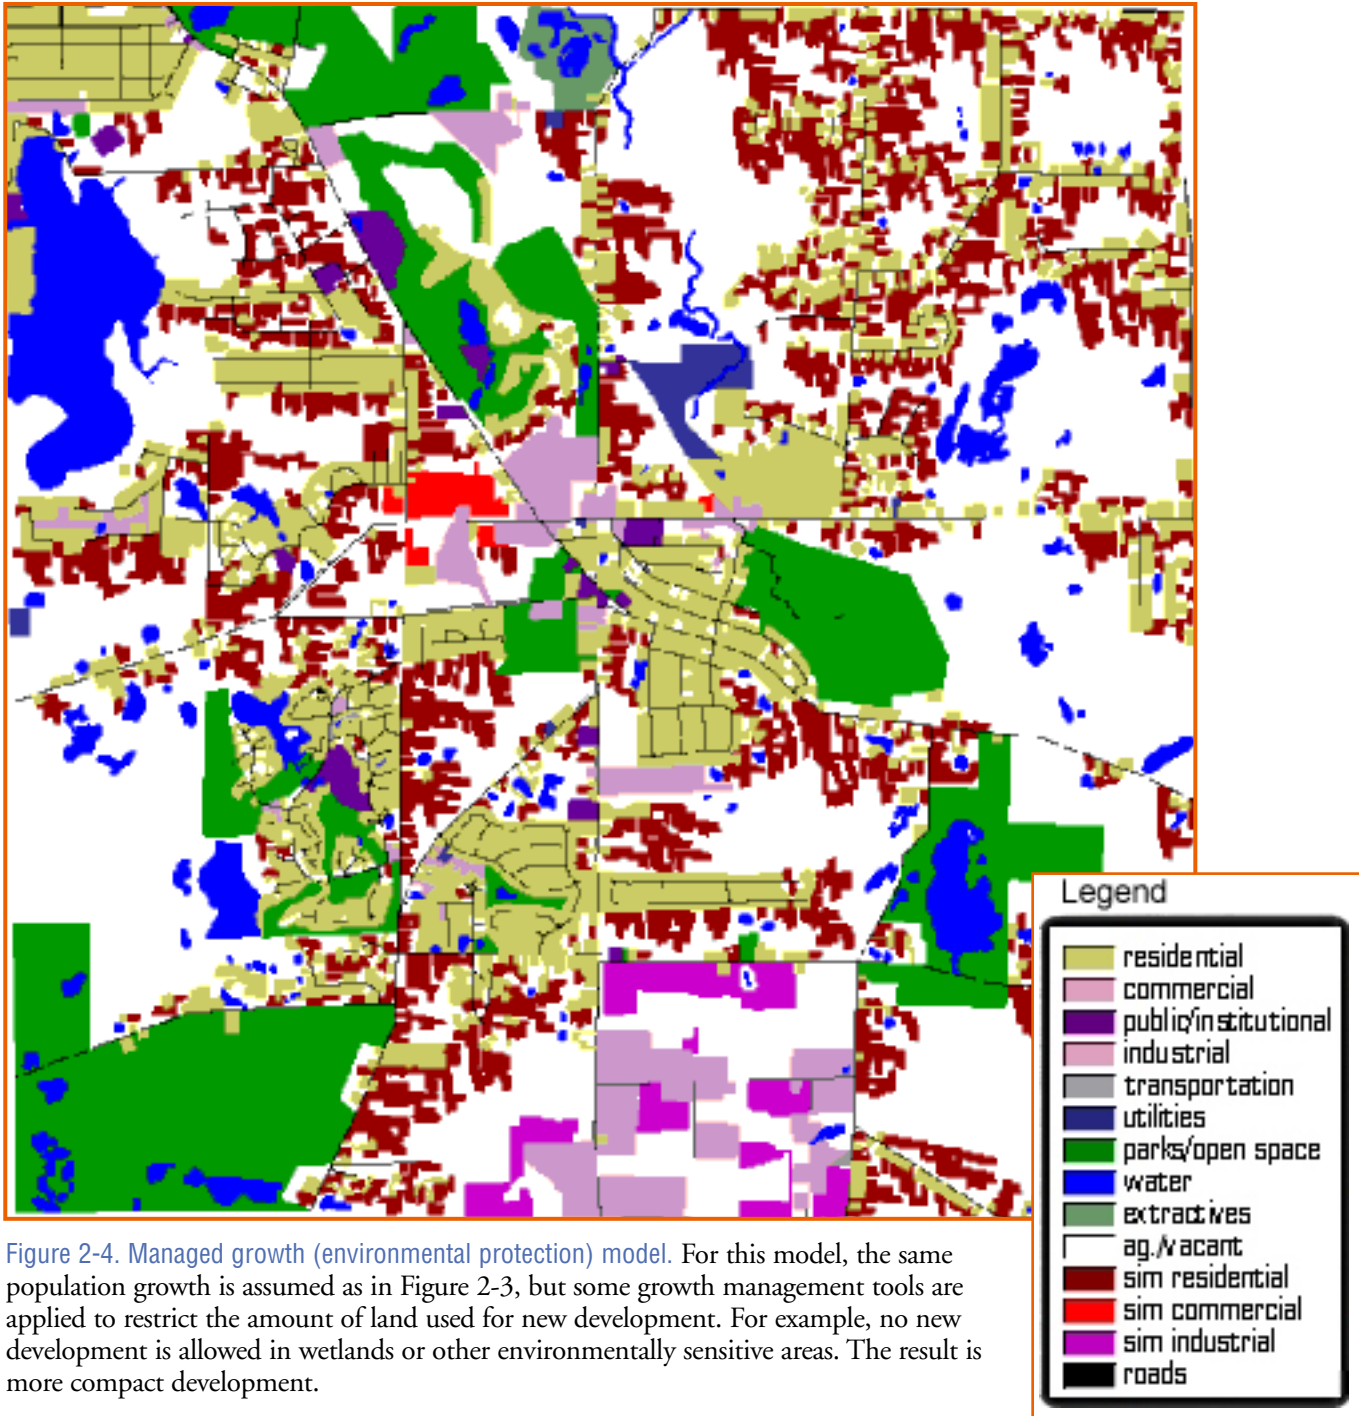 Legend
residential
commercial
public/institutional
industrial
transportation
utilities
parks/open space
water
extractives
ag./vacant
sim residential
sim commercial
sim industrial
roads
Figure 2-4. Managed growth (environmental protection) model. For this model, the same
population growth is assumed as in Figure 2-3, but some growth management tools are
applied to restrict the amount of land used for new development. For example, no new
development is allowed in wetlands or other environmentally sensitive areas. The result is
more compact development.